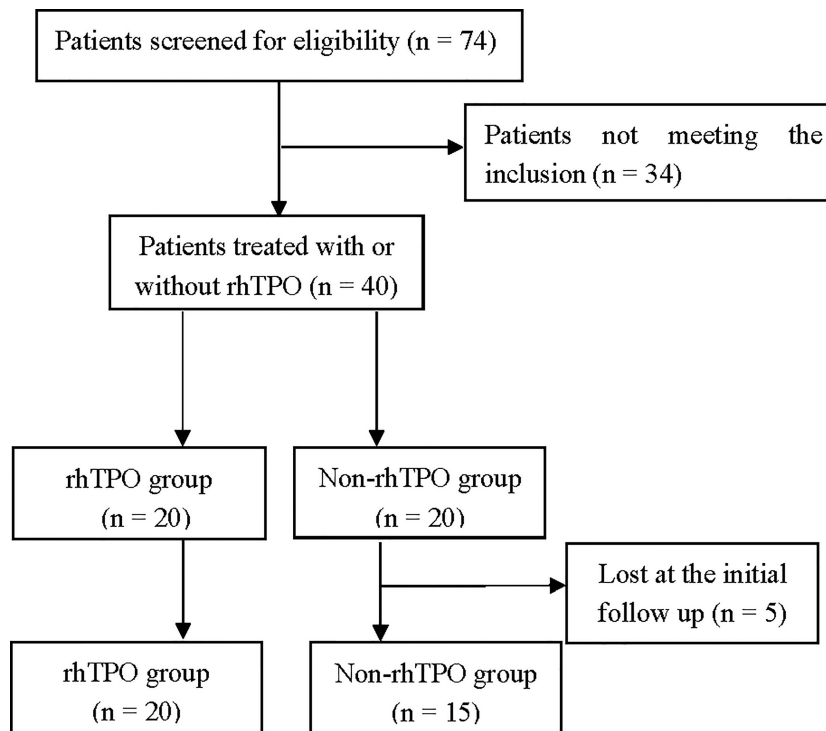 Patients screened for eligibility (n = 74)
Patients not meeting the
inclusion (n = 34)
Patients treated with or
without rhTPO (n = 40)
rhTPO group
(n = 20)
Non-rhTPO group
(n = 20)
Lost at the initial
follow up (n = 5)
rhTPO group
(n = 20)
Non-rhTPO group
(n = 15)